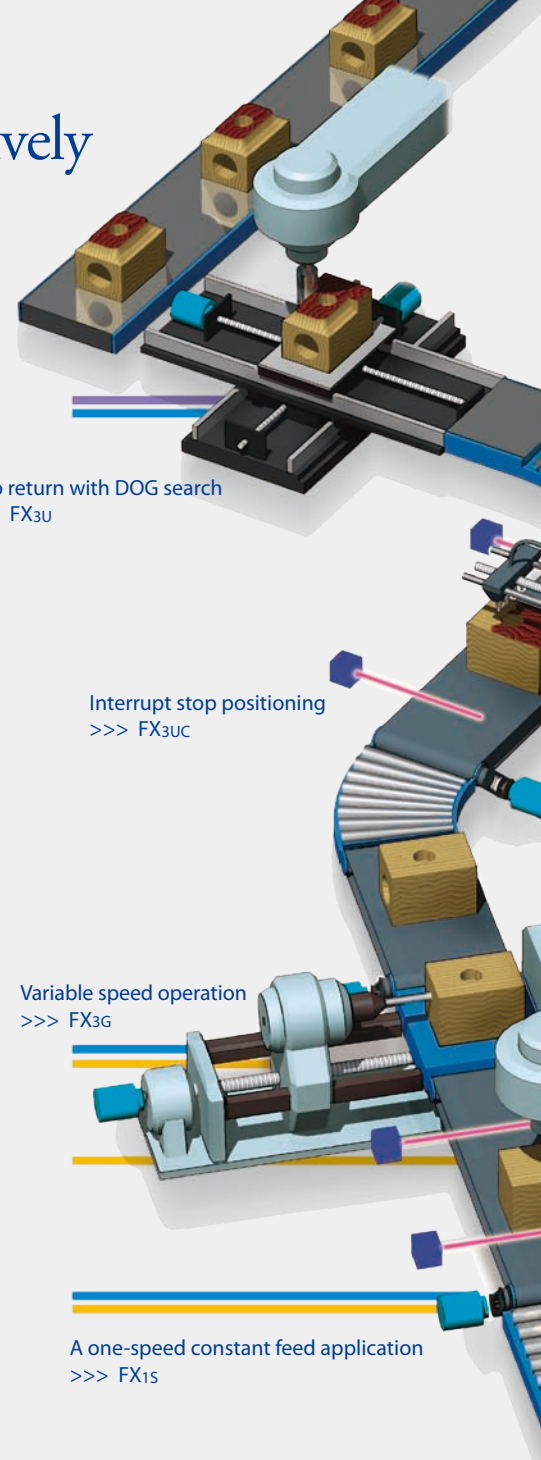 vely
o return with DOG search
FX3U
Interrupt stop positioning
>>> FX3UC
Variable speed operation
>>> FX3G
A one-speed constant feed application
>>> FX1S